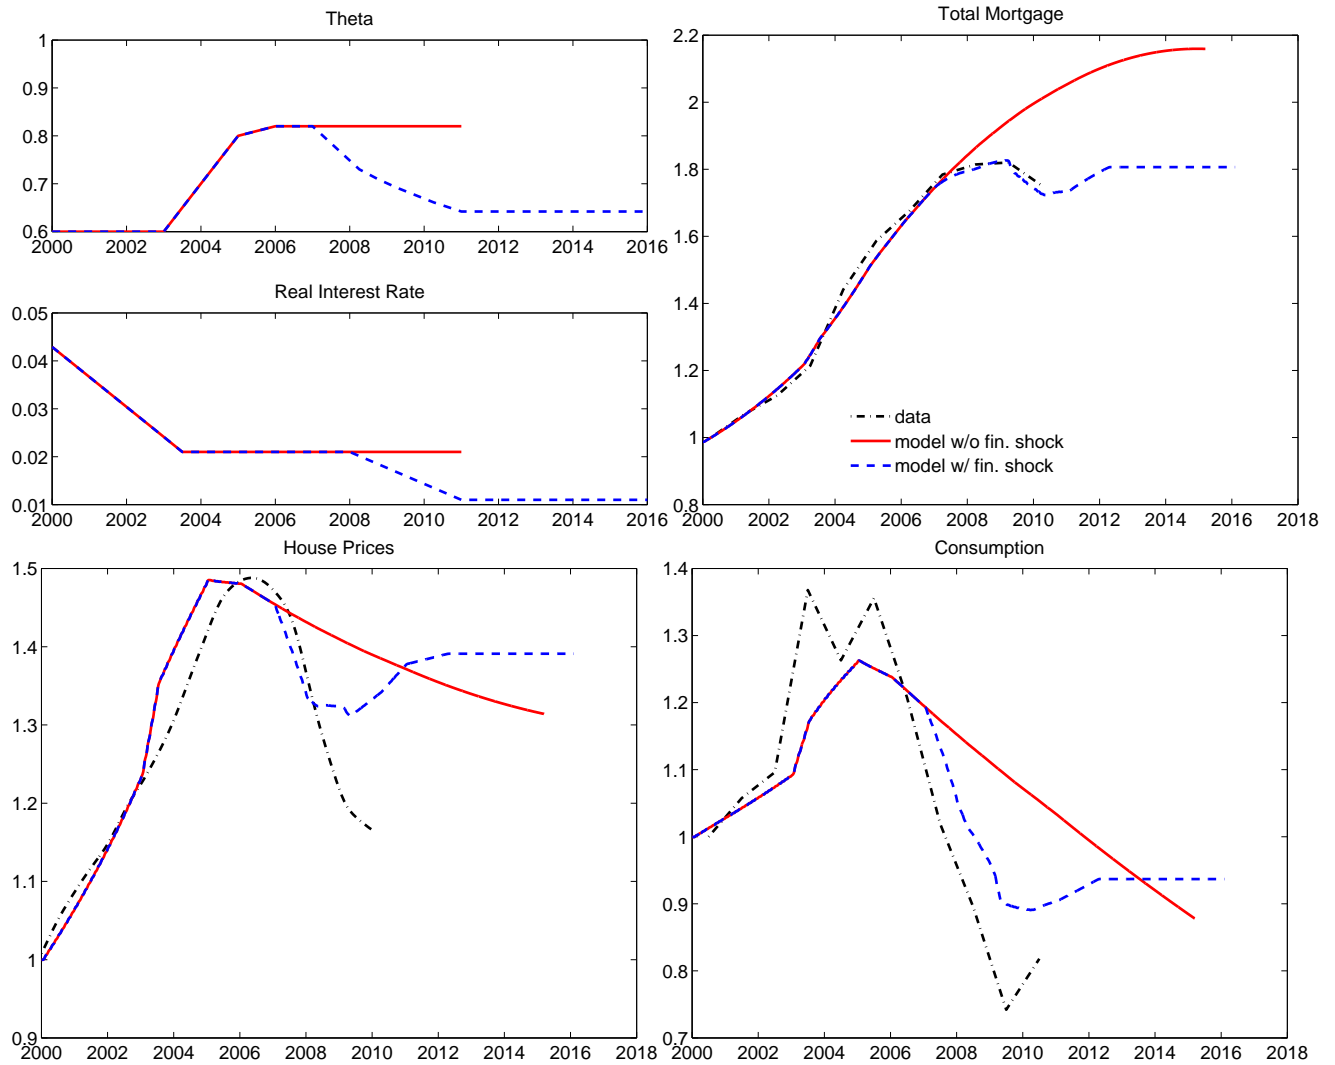 Theta
1
0.9
0.8
0.7
0.6
2000 2002 2004 2006 2008 2010 2012 2014 2016
Real Interest Rate
0.05
0.04
0.03
0.02
0.01
2000 2002 2004 2006 2008 2010 2012 2014 2016
Total Mortgage
2.2
2
1.8
1.6
1.4
1.2
1
0.8
data
model w/o fin. shock
model w/ fin. shock
2000 2002 2004 2006 2008 2010 2012 2014 2016 2018
House Prices
1.5
1.4
1.3
1.2
1.1
1
0.9
2000 2002 2004 2006 2008 2010 2012 2014 2016 2018
Consumption
1.4
1.3
1.2
1.1
1
0.9
0.8
0.7
2000 2002 2004 2006 2008 2010 2012 2014 2016 2018